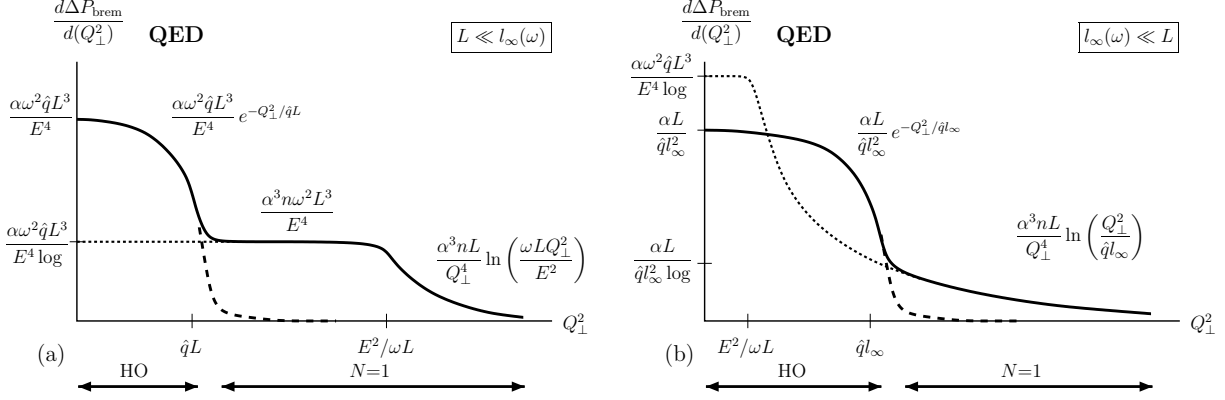 dΔP_brem / d(Q_⊥^2)
QED
L ≪ l_∞(ω)
αω^2 q̂L^3 / E^4
αω^2 q̂L^3 / E^4 e^{-Q_⊥^2/q̂L}
α^3 nω^2 L^3 / E^4
αω^2 q̂L^3 / E^4 log
α^3 nL / Q_⊥^4 ln ( ωLQ_⊥^2 / E^2 )
Q_⊥^2
(a)
q̂L
E^2/ωL
HO
N=1
dΔP_brem / d(Q_⊥^2)
QED
l_∞(ω) ≪ L
αω^2 q̂L^3 / E^4 log
αL / q̂l_∞^2
αL / q̂l_∞^2 e^{-Q_⊥^2/q̂l_∞}
αL / q̂l_∞^2 log
α^3 nL / Q_⊥^4 ln ( Q_⊥^2 / q̂l_∞ )
Q_⊥^2
(b)
E^2/ωL
q̂l_∞
HO
N=1